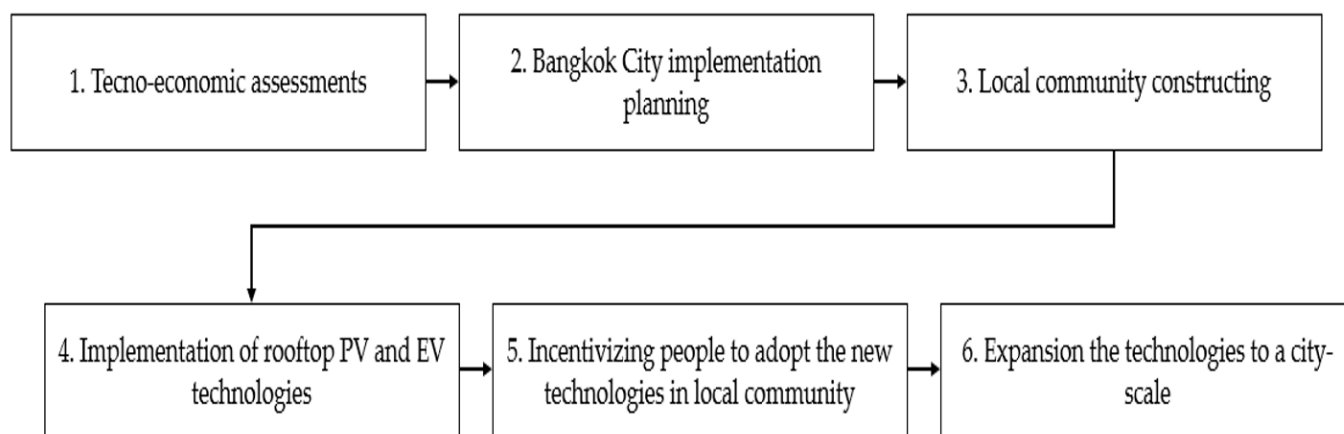 1. Tecno-economic assessments
2. Bangkok City implementation
planning
3. Local community constructing
4. Implementation of rooftop PV and EV
technologies
5. Incentivizing people to adopt the new
technologies in local community
6. Expansion the technologies to a city-
scale